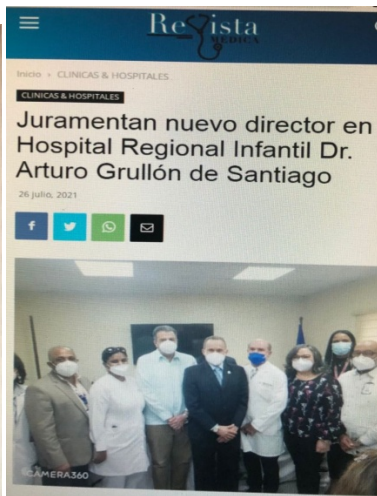 Revista
MEDICA
Inicio › CLINICAS & HOSPITALES
CLINICAS & HOSPITALES
Juramentan nuevo director en
Hospital Regional Infantil Dr.
Arturo Grullón de Santiago
26 julio, 2021
f
CAMERA360